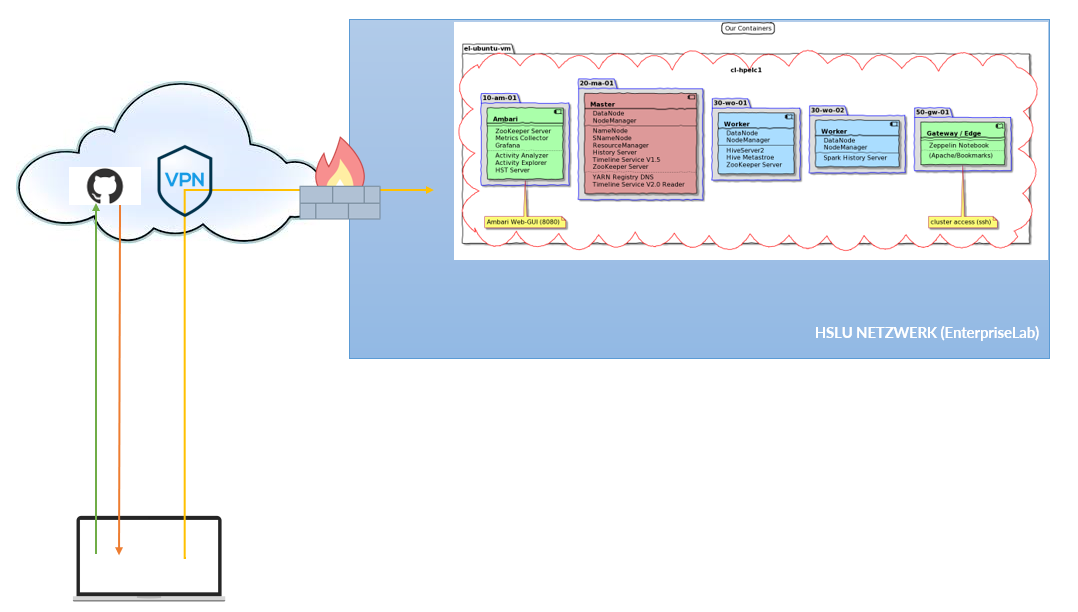 Our Containers
el-ubuntu-vm
cl-hpelc1
10-am-01
Ambari
ZooKeeper Server
Metrics Collector
Grafana
Activity Analyzer
Activity Explorer
HST Server
Ambari Web-GUI (8080)
20-ma-01
Master
DataNode
NodeManager
NameNode
SNameNode
ResourceManager
History Server
Timeline Service V1.5
ZooKeeper Server
YARN Registry DNS
Timeline Service V2.0 Reader
30-wo-01
Worker
DataNode
NodeManager
HiveServer2
Hive Metastroe
ZooKeeper Server
30-wo-02
Worker
DataNode
NodeManager
Spark History Server
50-gw-01
Gateway / Edge
Zeppelin Notebook
(Apache/Bookmarks)
cluster access (ssh)
VPN
HSLU NETZWERK (EnterpriseLab)